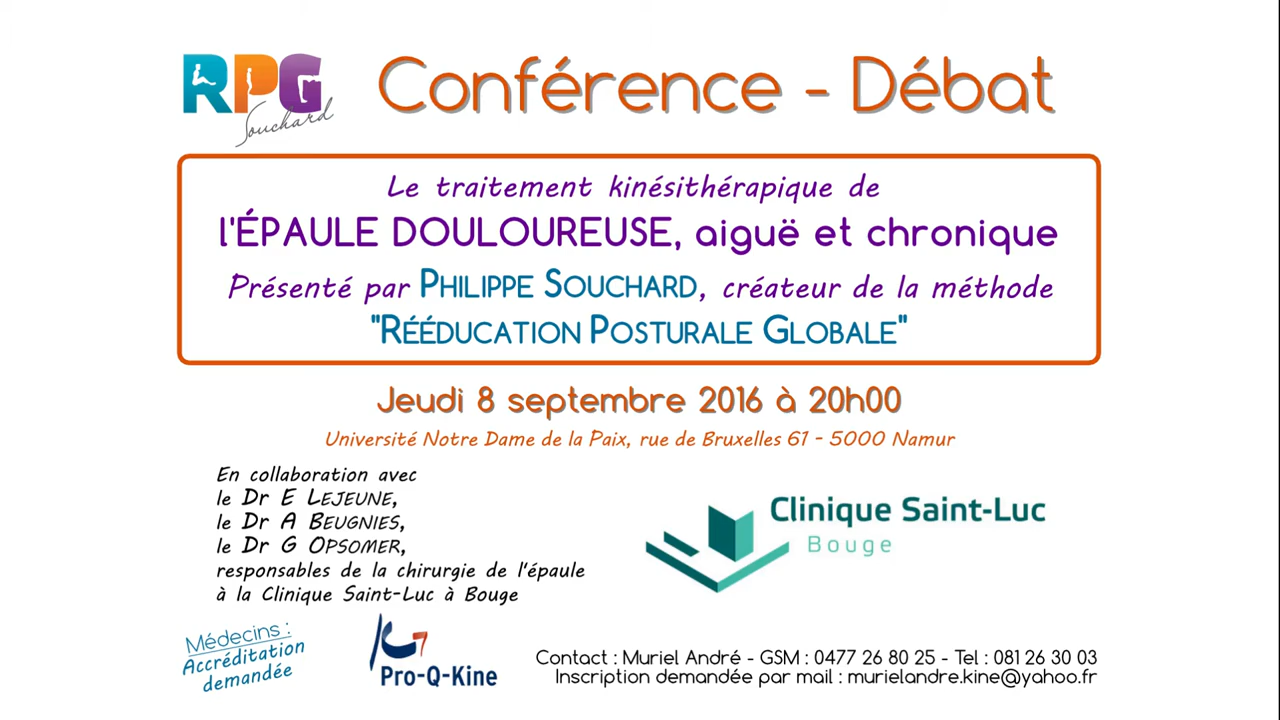 RPG
Souchard
Conférence - Débat
Le traitement kinésithérapique de
l'ÉPAULE DOULOUREUSE, aiguë et chronique
Présenté par PHILIPPE SOUCHARD, créateur de la méthode
"RÉÉDUCATION POSTURALE GLOBALE"
Jeudi 8 septembre 2016 à 20h00
Université Notre Dame de la Paix, rue de Bruxelles 61 - 5000 Namur
En collaboration avec
le Dr E LEJEUNE,
le Dr A BEUGNIES,
le Dr G OPSOMER,
responsables de la chirurgie de l'épaule
à la Clinique Saint-Luc à Bouge
Clinique Saint-Luc
Bouge
Médecins :
Accréditation
demandée
Pro-Q-Kine
Contact : Muriel André - GSM : 0477 26 80 25 - Tel : 081 26 30 03
Inscription demandée par mail : murielandre.kine@yahoo.fr